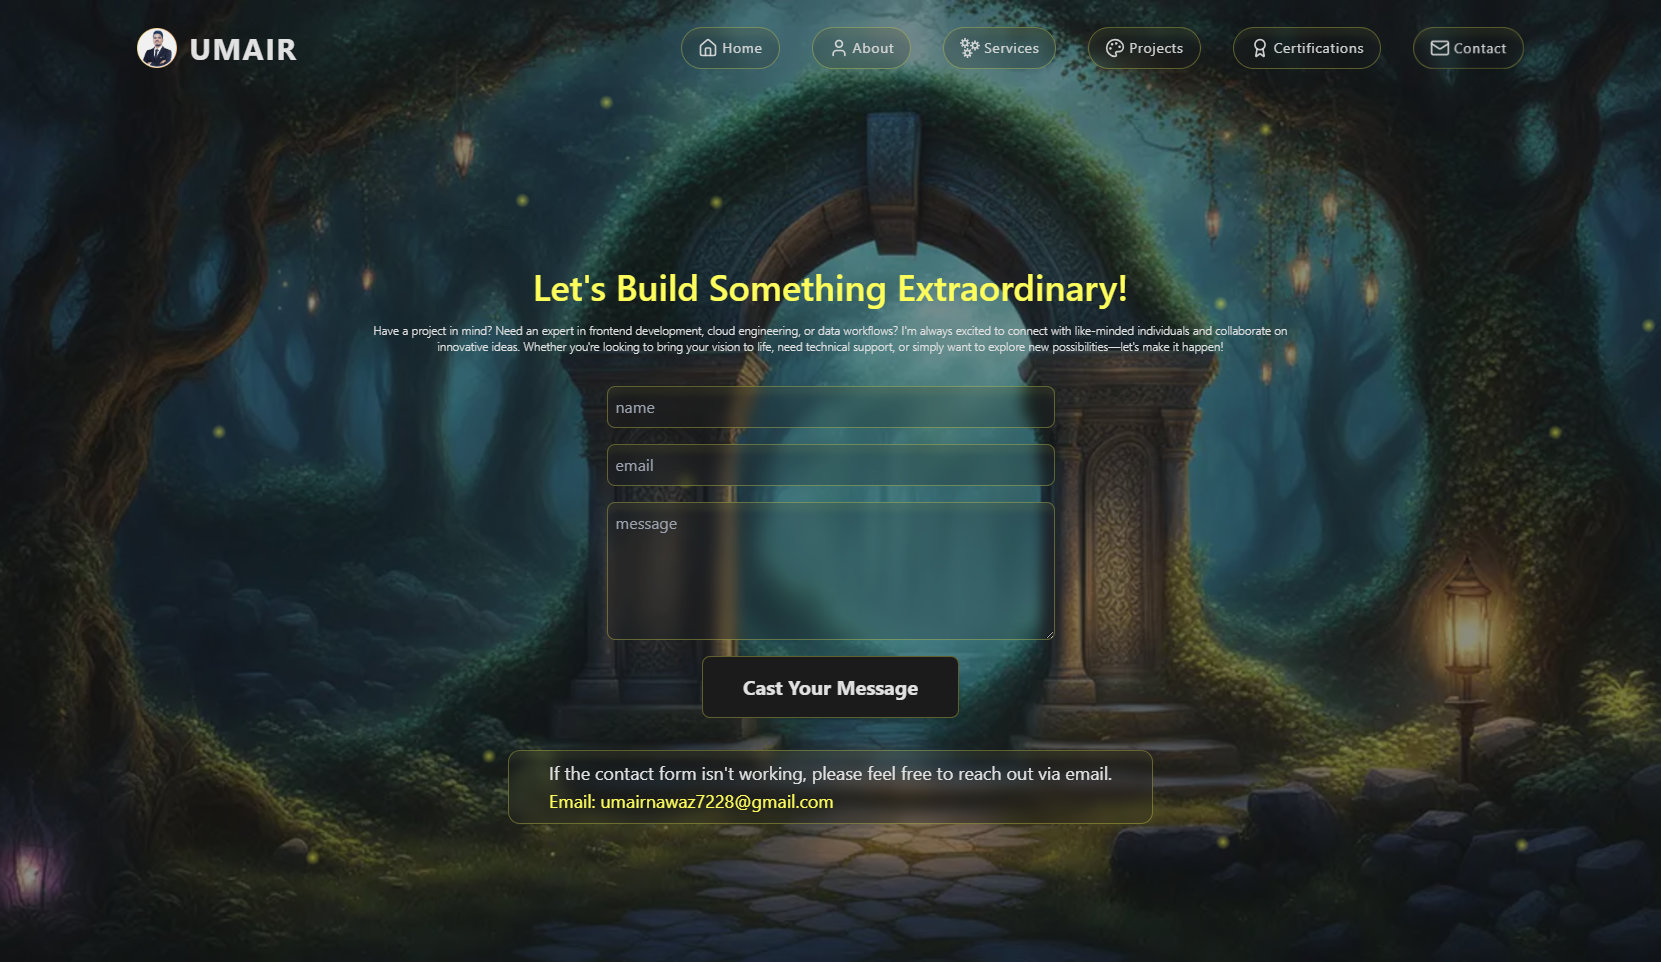 UMAIR
Home
About
Services
Projects
Certifications
Contact
Let's Build Something Extraordinary!
Have a project in mind? Need an expert in frontend development, cloud engineering, or data workflows? I'm always excited to connect with like-minded individuals and collaborate on
innovative ideas. Whether you're looking to bring your vision to life, need technical support, or simply want to explore new possibilities—let's make it happen!
name
email
message
Cast Your Message
If the contact form isn't working, please feel free to reach out via email.
Email: umairnawaz7228@gmail.com